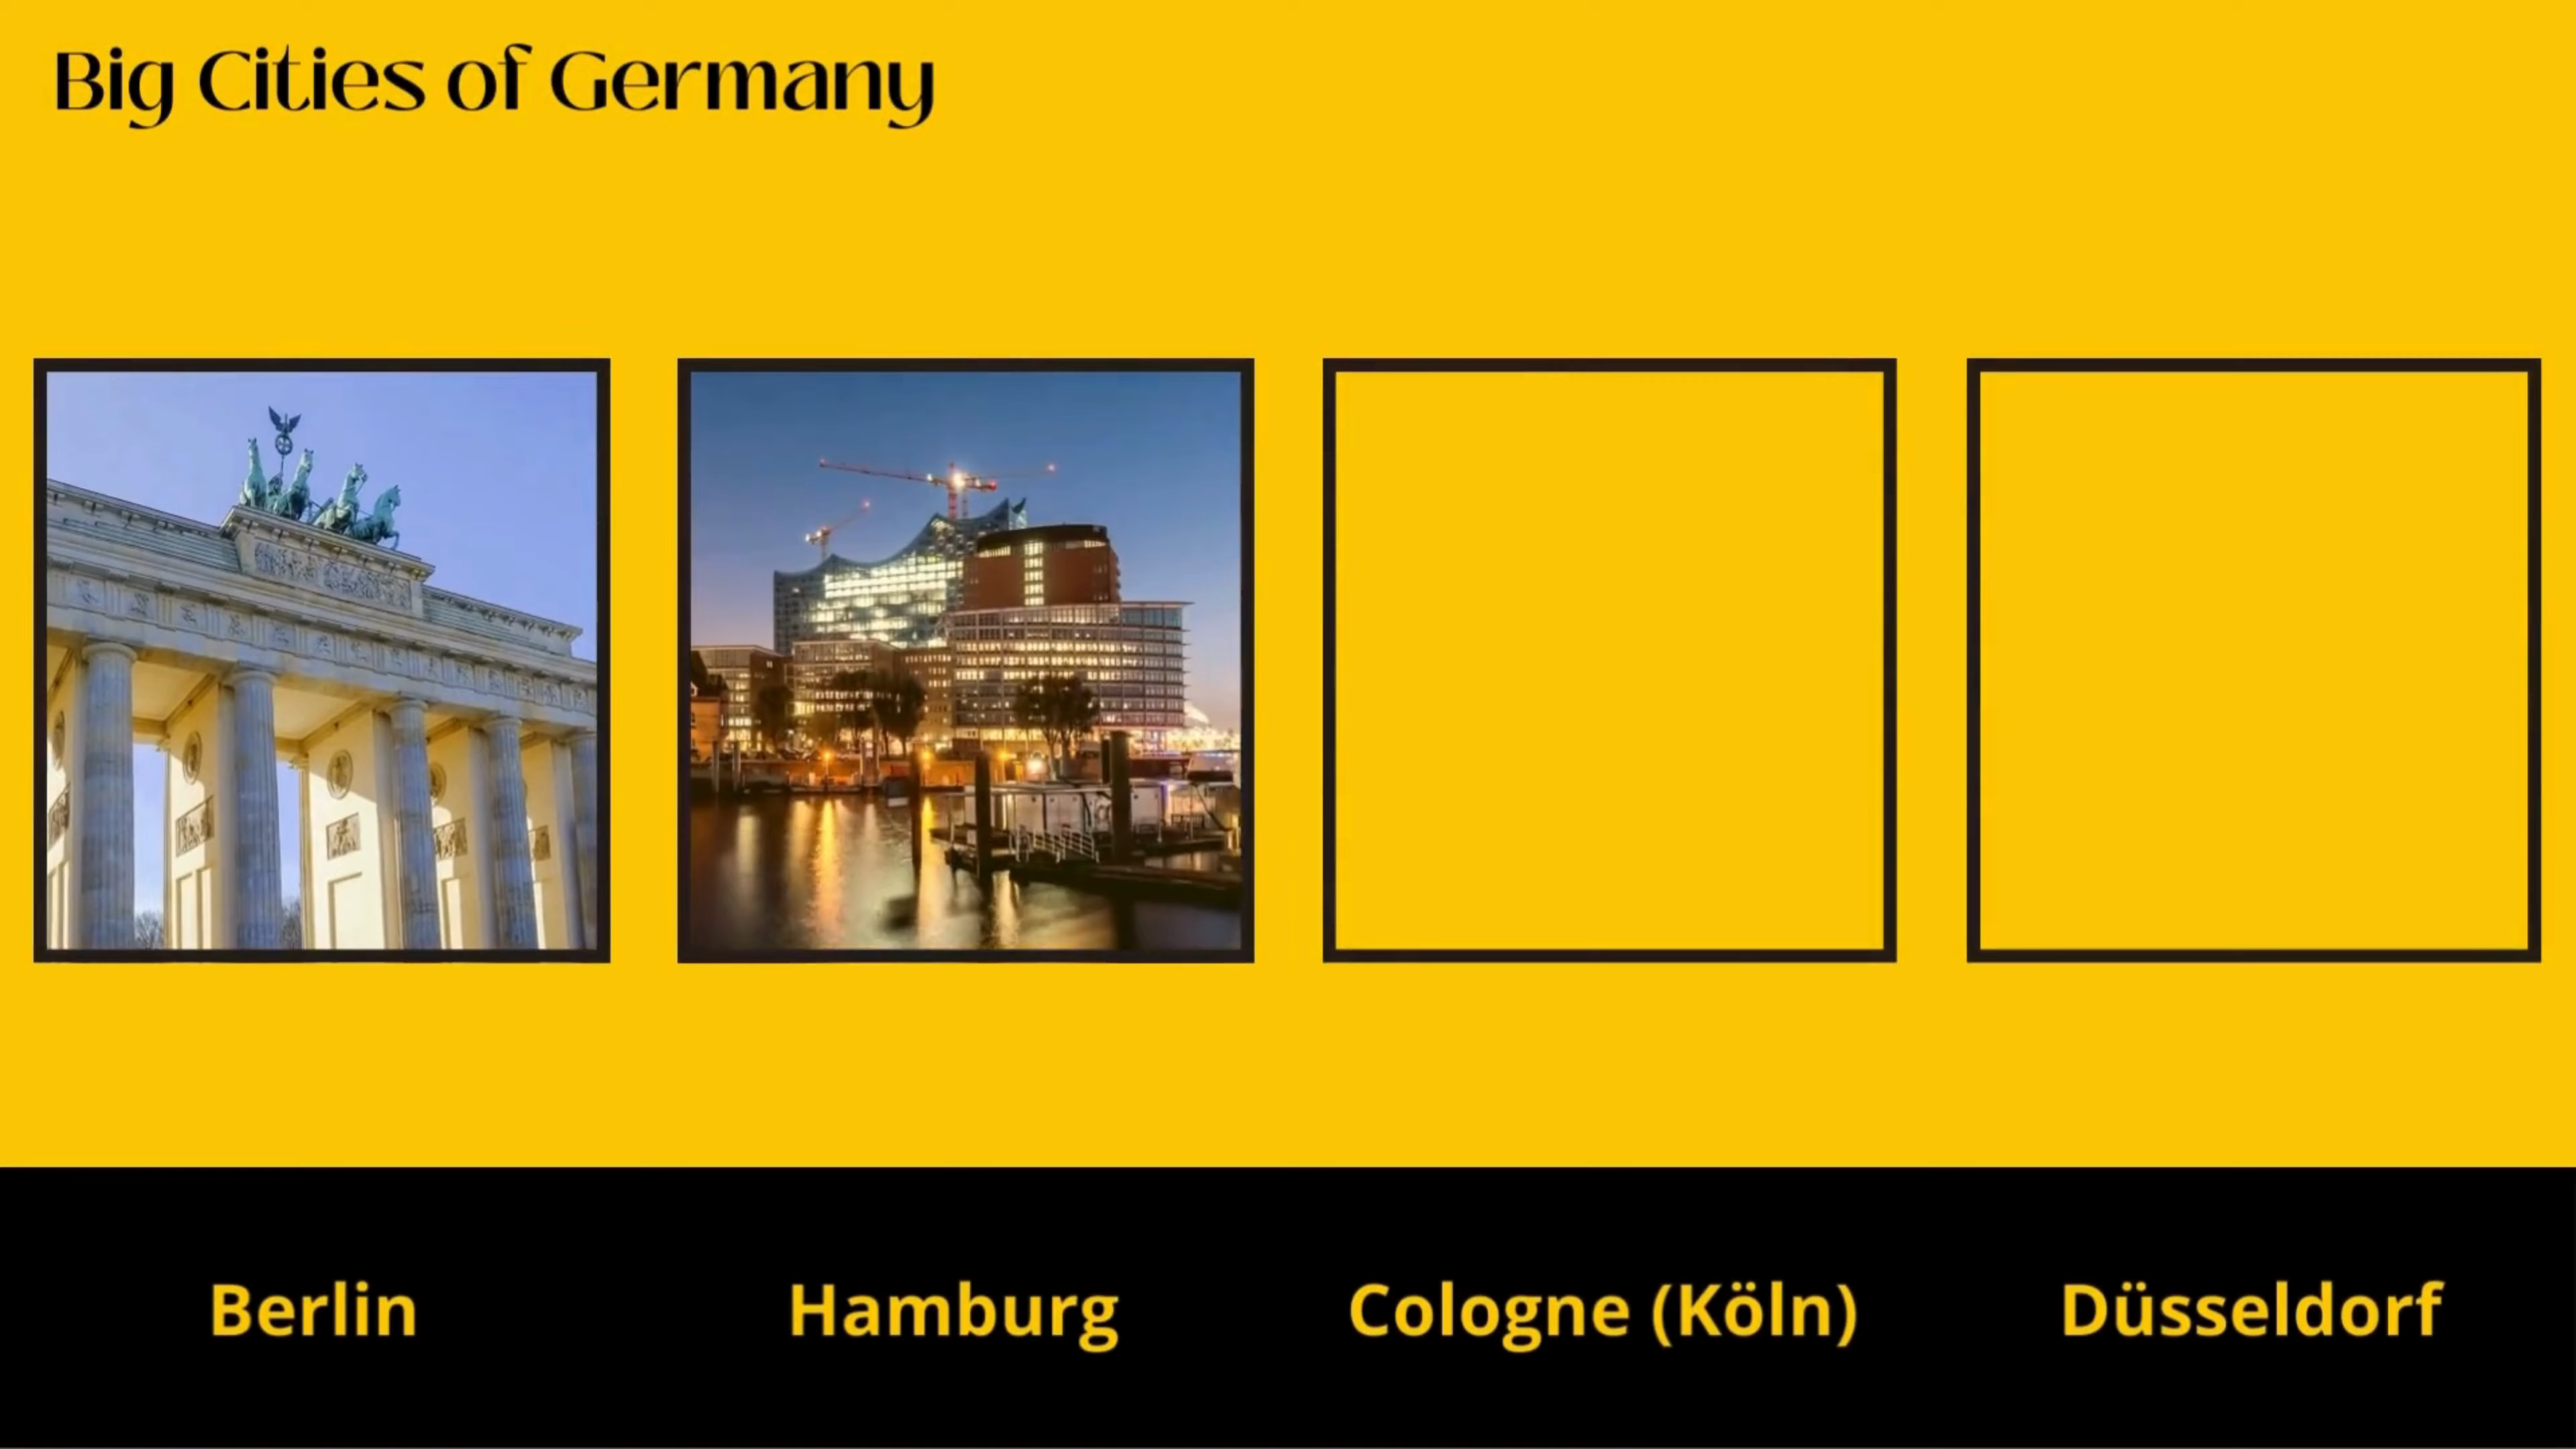 Big Cities of Germany
Berlin
Hamburg
Cologne (Köln)
Düsseldorf